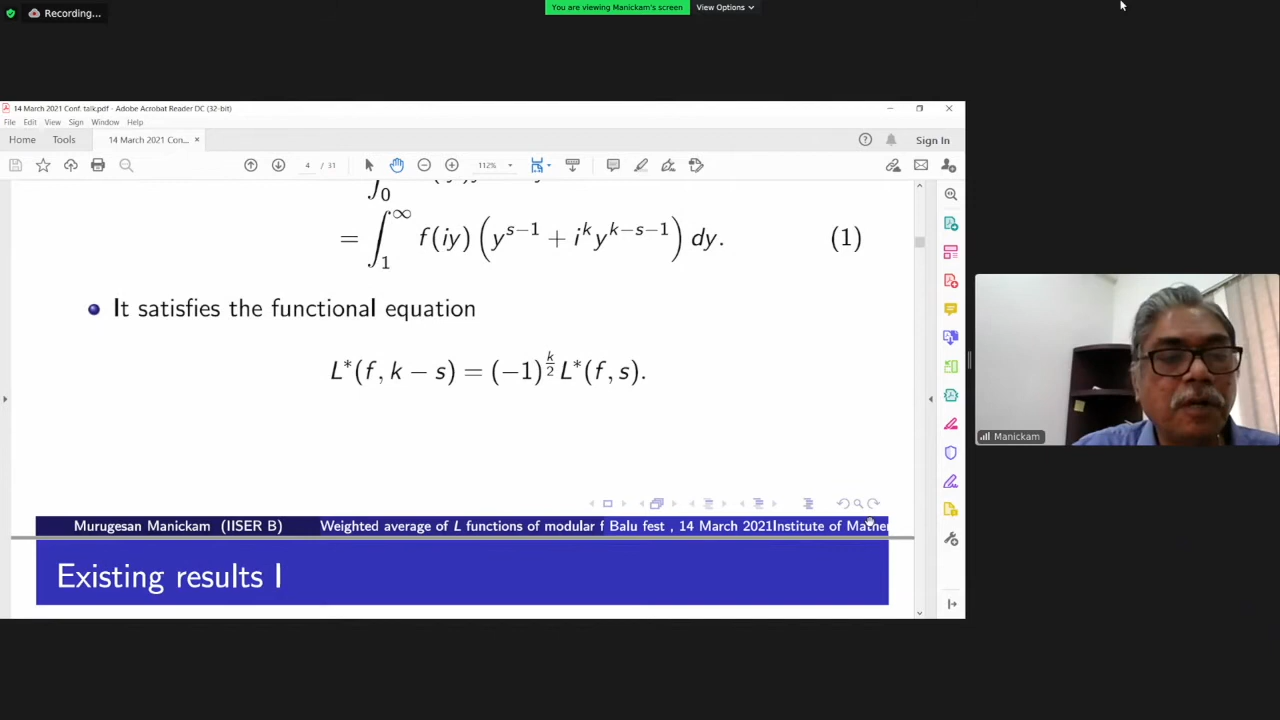 Recording...
You are viewing Manickam's screen
View Options
14 March 2021 Conf. talk.pdf - Adobe Acrobat Reader DC (32-bit)
File Edit View Sign Window Help
Home Tools 14 March 2021 Con... × Sign In
4 / 31 112%
= ∫_1^∞ f(iy) (y^{s−1} + i^k y^{k−s−1}) dy. (1)
It satisfies the functional equation
L*(f, k − s) = (−1)^{k/2} L*(f, s).
Manickam
Murugesan Manickam (IISER B) Weighted average of L functions of modular f Balu fest , 14 March 2021 Institute of Mathe
Existing results I